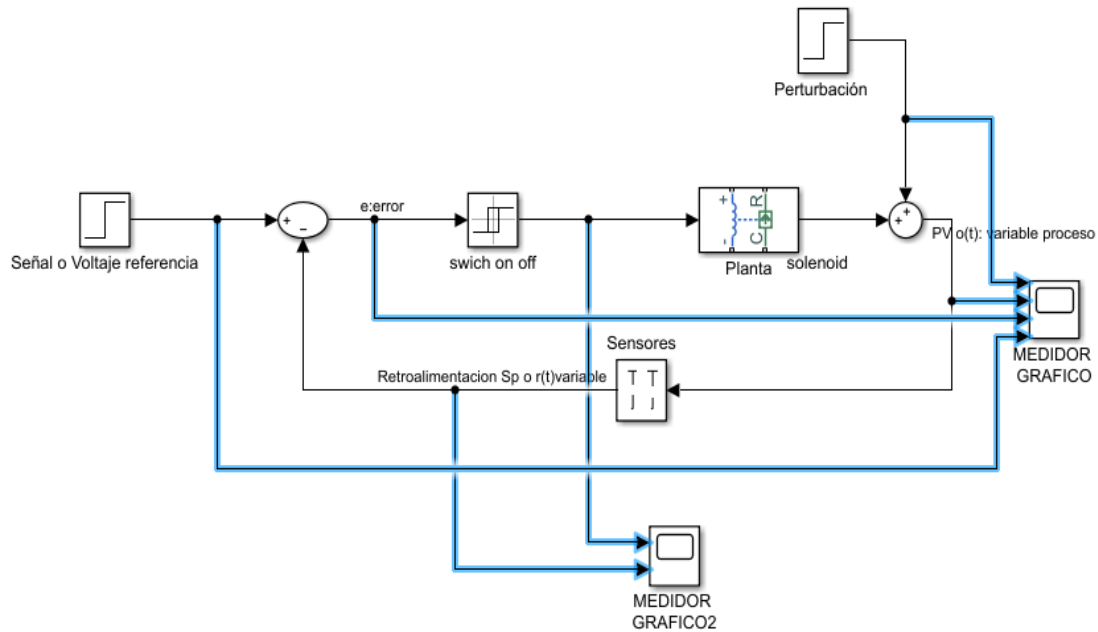 Perturbación
e:error
Señal o Voltaje referencia
swich on off
+
-
R
C
Planta
solenoid
PV o(t): variable proceso
Sensores
Retroalimentacion Sp o r(t)variable
MEDIDOR
GRAFICO
MEDIDOR
GRAFICO2